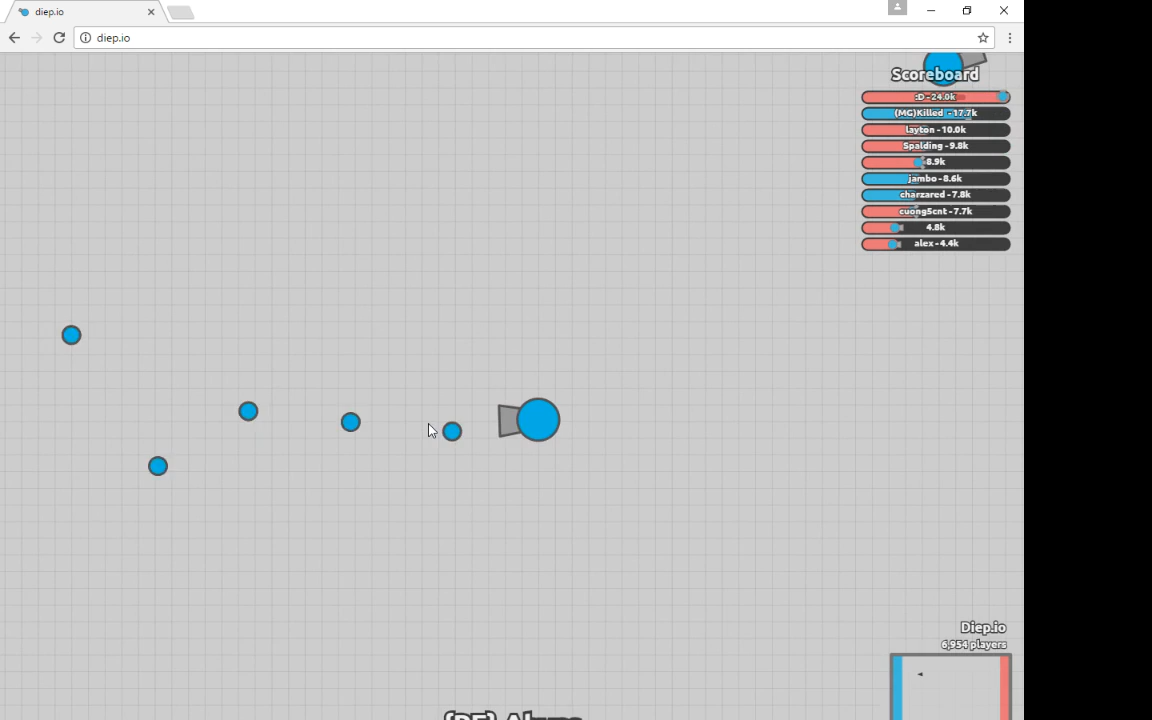 diep.io
diep.io
Scoreboard
:D - 24.0k
(MG)Killed - 17.7k
layton - 10.0k
Spalding - 9.8k
8.9k
jambo - 8.6k
charzared - 7.8k
cuong5cnt - 7.7k
4.8k
alex - 4.4k
Diep.io
6,954 players